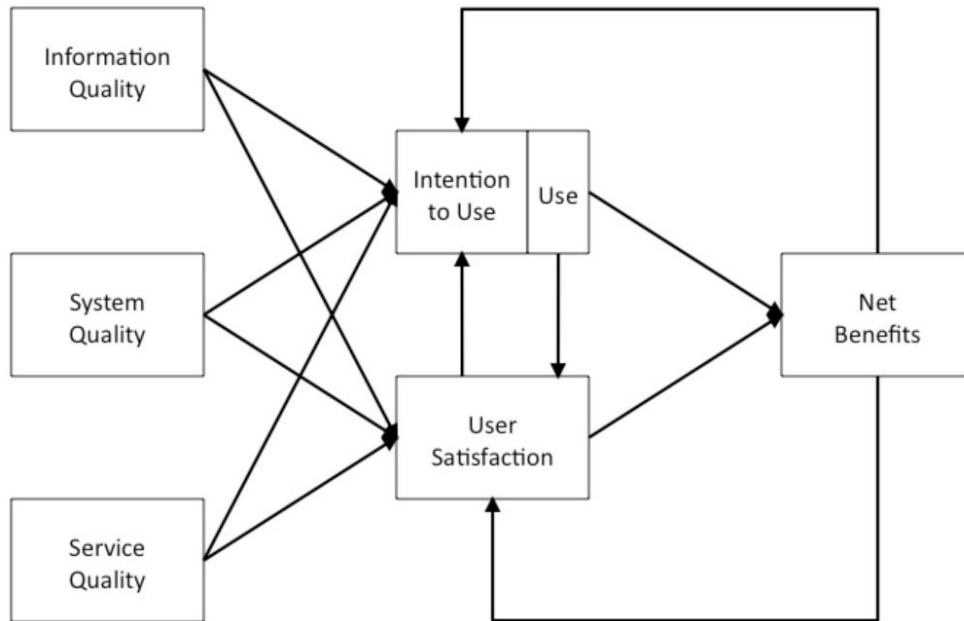 Information
Quality
Intention
to Use
Use
System
Quality
Net
Benefits
User
Satisfaction
Service
Quality